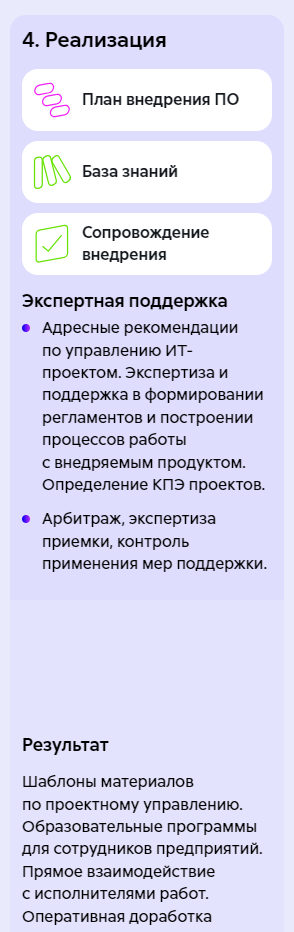 4. Реализация
План внедрения ПО
База знаний
Сопровождение
внедрения
Экспертная поддержка
Адресные рекомендации
по управлению ИТ-
проектом. Экспертиза и
поддержка в формировании
регламентов и построении
процессов работы
с внедряемым продуктом.
Определение КПЭ проектов.
Арбитраж, экспертиза
приемки, контроль
применения мер поддержки.
Результат
Шаблоны материалов
по проектному управлению.
Образовательные программы
для сотрудников предприятий.
Прямое взаимодействие
с исполнителями работ.
Оперативная доработка